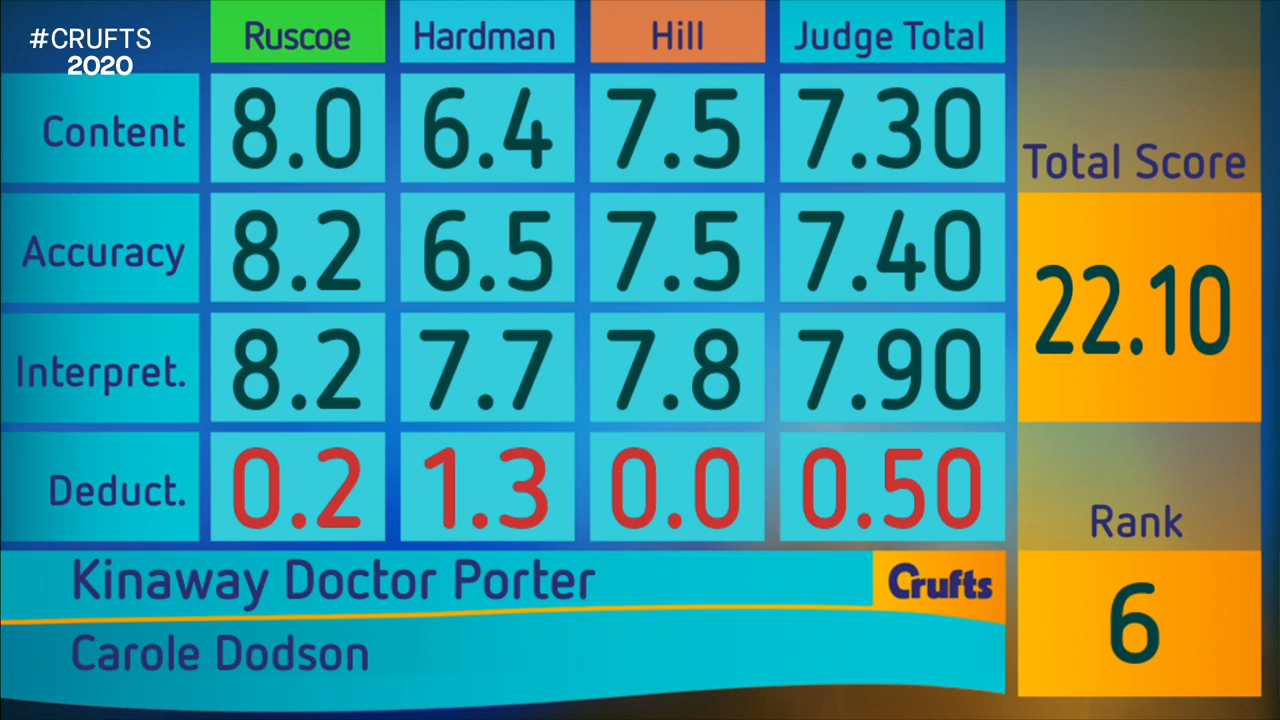 #CRUFTS
2020
Ruscoe Hardman Hill Judge Total
Content 8.0 6.4 7.5 7.30
Total Score
Accuracy 8.2 6.5 7.5 7.40
22.10
Interpret. 8.2 7.7 7.8 7.90
Deduct. 0.2 1.3 0.0 0.50
Rank
6
Kinaway Doctor Porter
Crufts
Carole Dodson